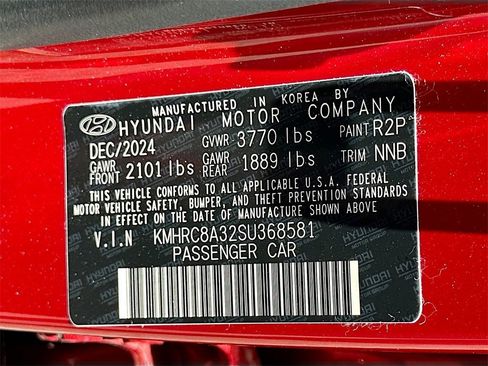 MANUFACTURED IN KOREA BY
HYUNDAI MOTOR COMPANY
DEC/2024 GVWR 3770 lbs PAINT R2P
GAWR FRONT 2101 lbs GAWR REAR 1889 lbs TRIM NNB
THIS VEHICLE CONFORMS TO ALL APPLICABLE U.S.A. FEDERAL
MOTOR VEHICLE SAFETY, BUMPER, AND THEFT PREVENTION STANDARDS
IN EFFECT ON THE DATE OF MANUFACTURE SHOWN ABOVE.
V.I.N KMHRC8A32SU368581
PASSENGER CAR